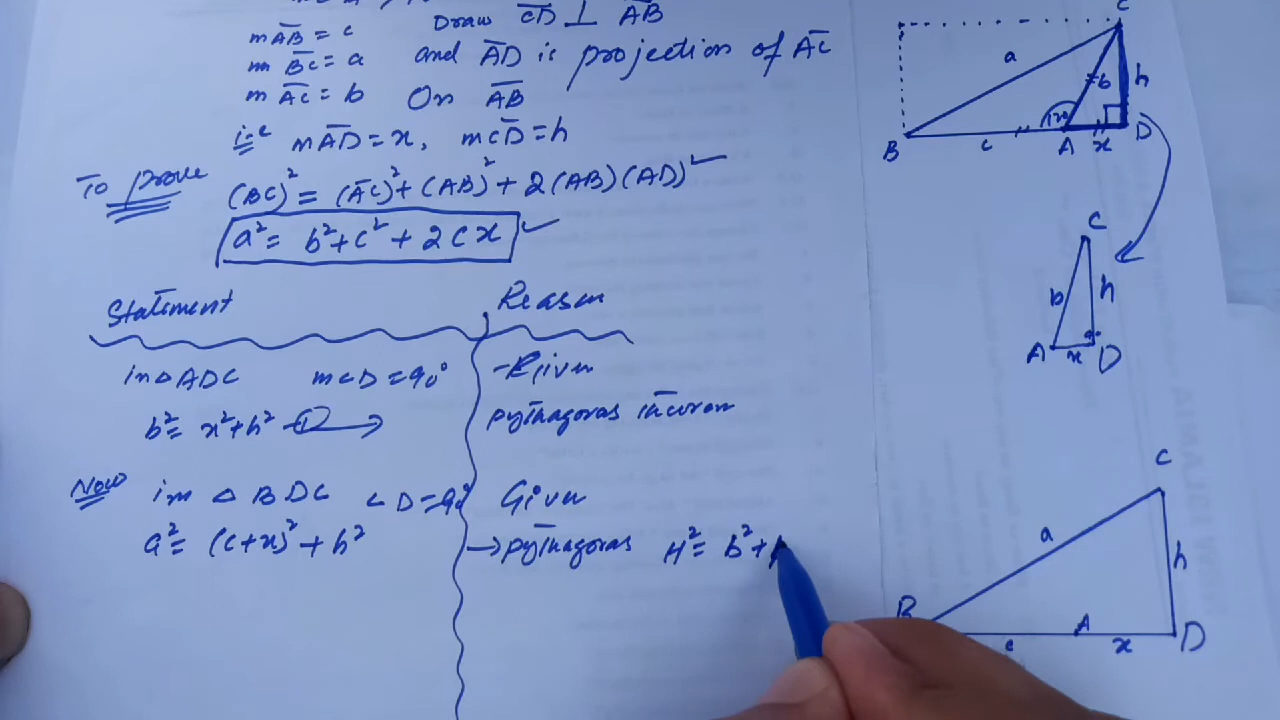 mAB = c Draw CD ⊥ AB
m BC = a and AD is projection of AC
m AC = b On AB
i-e mAD = x, mCD = h
To prove (BC)² = (AC)² + (AB)² + 2(AB)(AD)
a² = b² + c² + 2cx
Statement Reason
in △ADC m∠D = 90° Given
b² = x² + h² ① pythagoras theorem
Now in △ BDC ∠D = 90° Given
a² = (c+x)² + h² → pythagoras H² = b² +
C
a
b
h
120
B c A x D
C
b h
90°
A x D
C
a
h
B c A x D